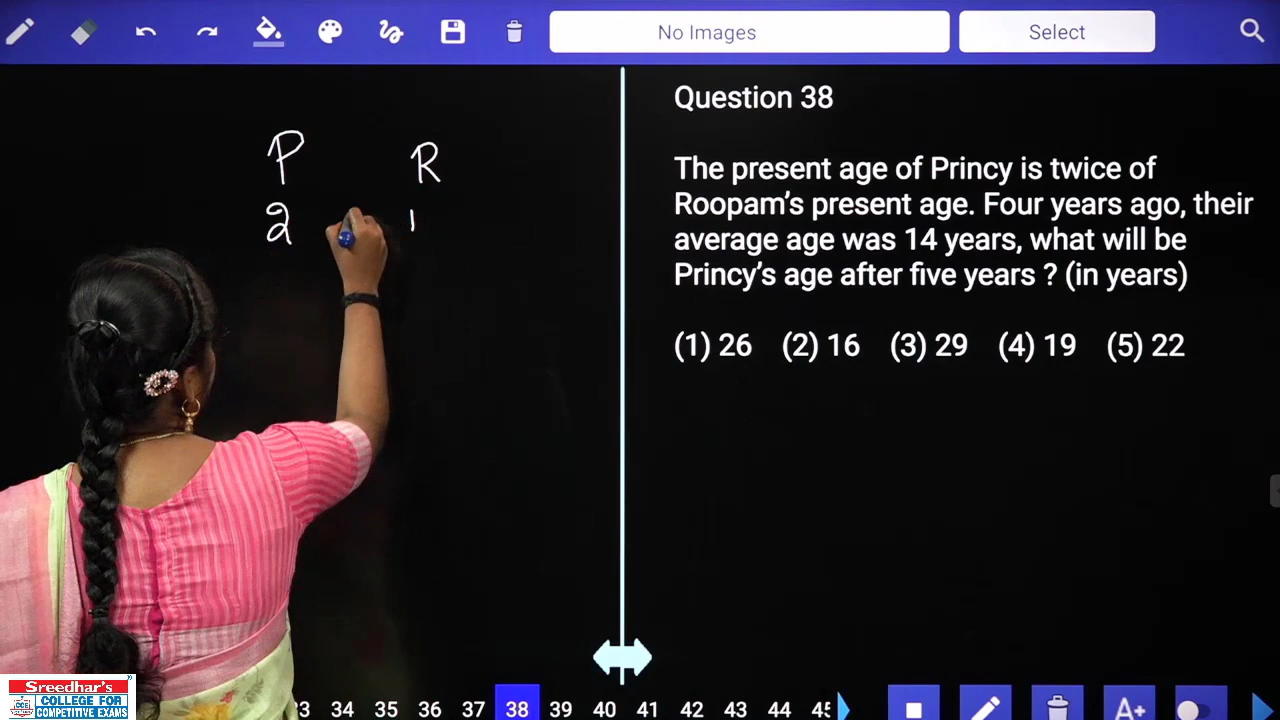 No Images
Select
Question 38
P R
2 1
The present age of Princy is twice of
Roopam's present age. Four years ago, their
average age was 14 years, what will be
Princy's age after five years ? (in years)
(1) 26 (2) 16 (3) 29 (4) 19 (5) 22
Sreedhar's
CCE
COLLEGE FOR
COMPETITIVE EXAMS
34 35 36 37 38 39 40 41 42 43 44
A+